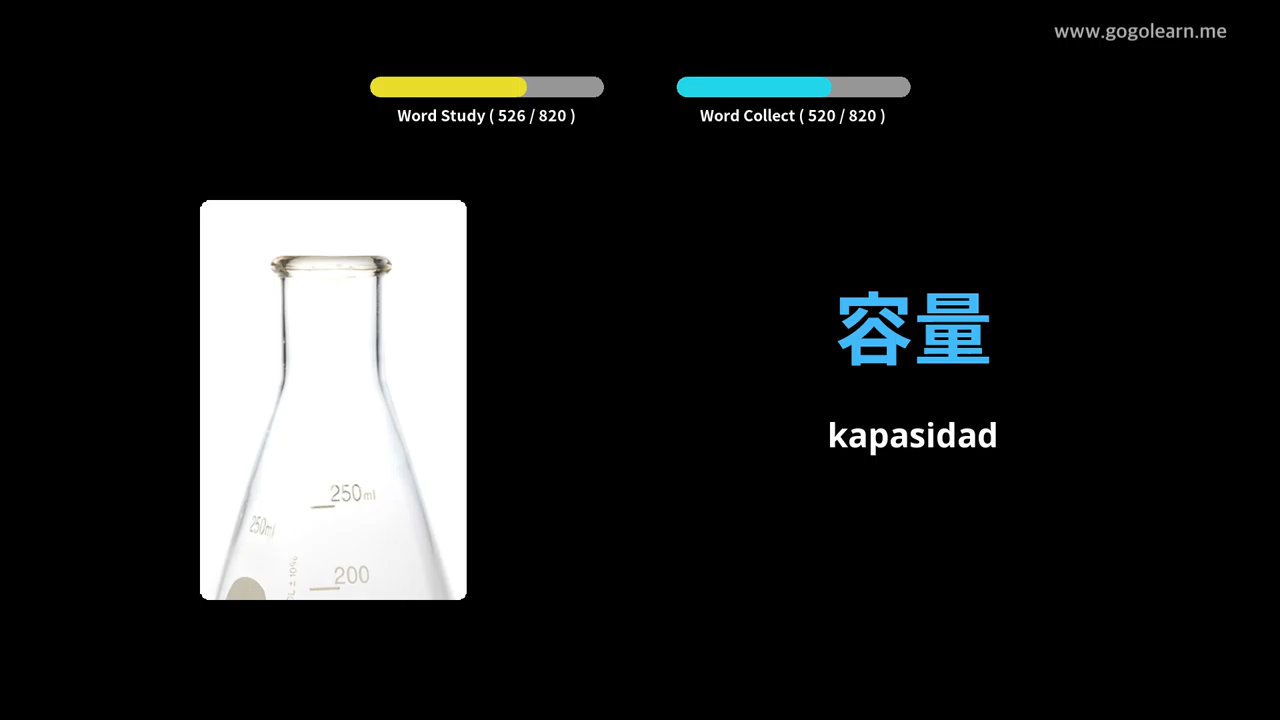 www.gogolearn.me
Word Study ( 526 / 820 )
Word Collect ( 520 / 820 )
容量
kapasidad
250ml
250ml
200